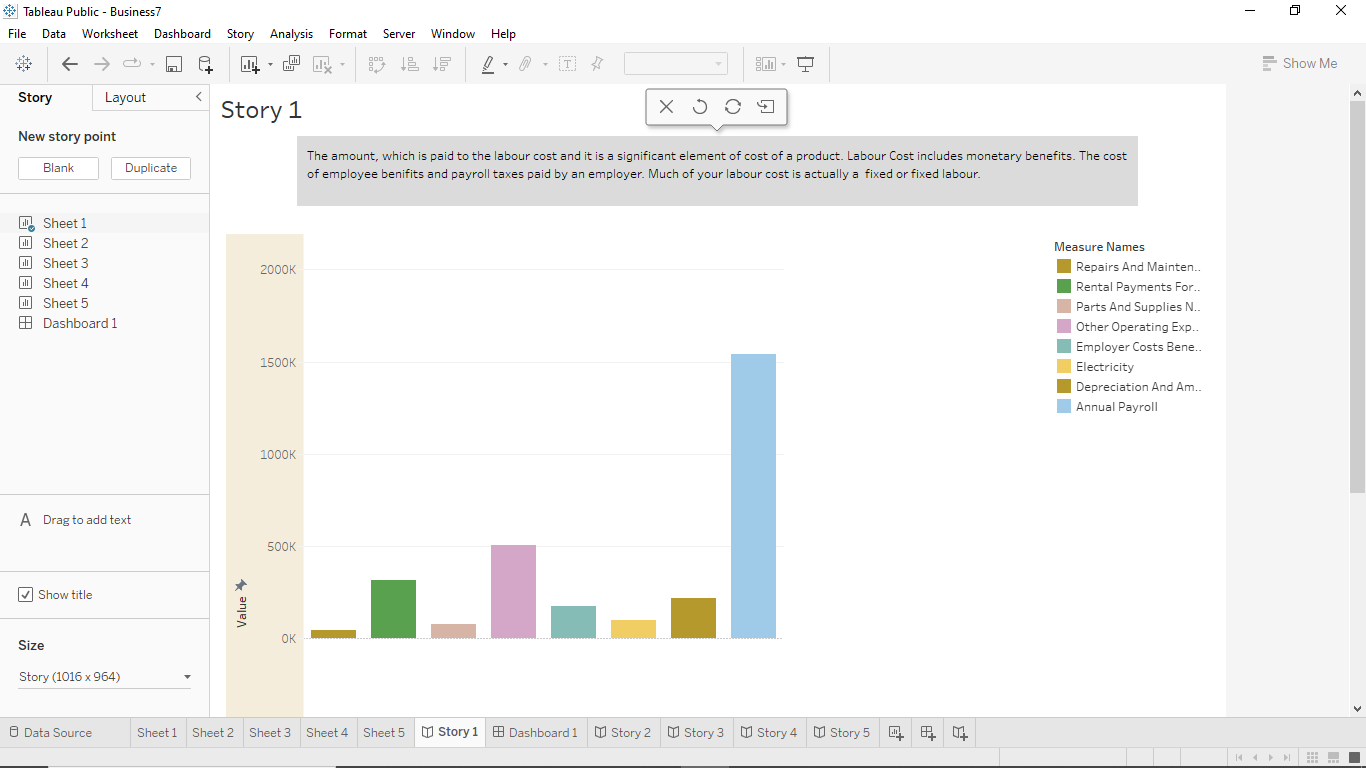 Tableau Public - Business7
File Data Worksheet Dashboard Story Analysis Format Server Window Help
Show Me
Story Layout
New story point
Blank Duplicate
Sheet 1
Sheet 2
Sheet 3
Sheet 4
Sheet 5
Dashboard 1
A Drag to add text
Show title
Size
Story (1016 x 964)
Story 1
The amount, which is paid to the labour cost and it is a significant element of cost of a product. Labour Cost includes monetary benefits. The cost
of employee benifits and payroll taxes paid by an employer. Much of your labour cost is actually a fixed or fixed labour.
2000K
1500K
1000K
500K
0K
Value
Measure Names
Repairs And Mainten..
Rental Payments For..
Parts And Supplies N..
Other Operating Exp..
Employer Costs Bene..
Electricity
Depreciation And Am..
Annual Payroll
Data Source Sheet 1 Sheet 2 Sheet 3 Sheet 4 Sheet 5 Story 1 Dashboard 1 Story 2 Story 3 Story 4 Story 5